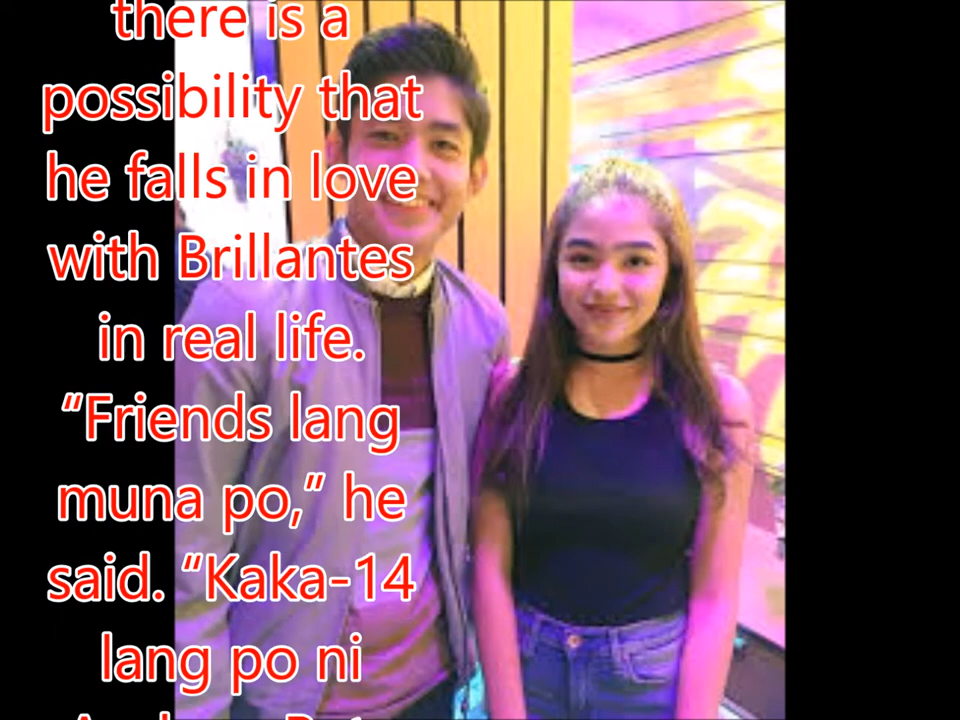 there is a
possibility that
he falls in love
with Brillantes
in real life.
“Friends lang
muna po,” he
said. “Kaka-14
lang po ni